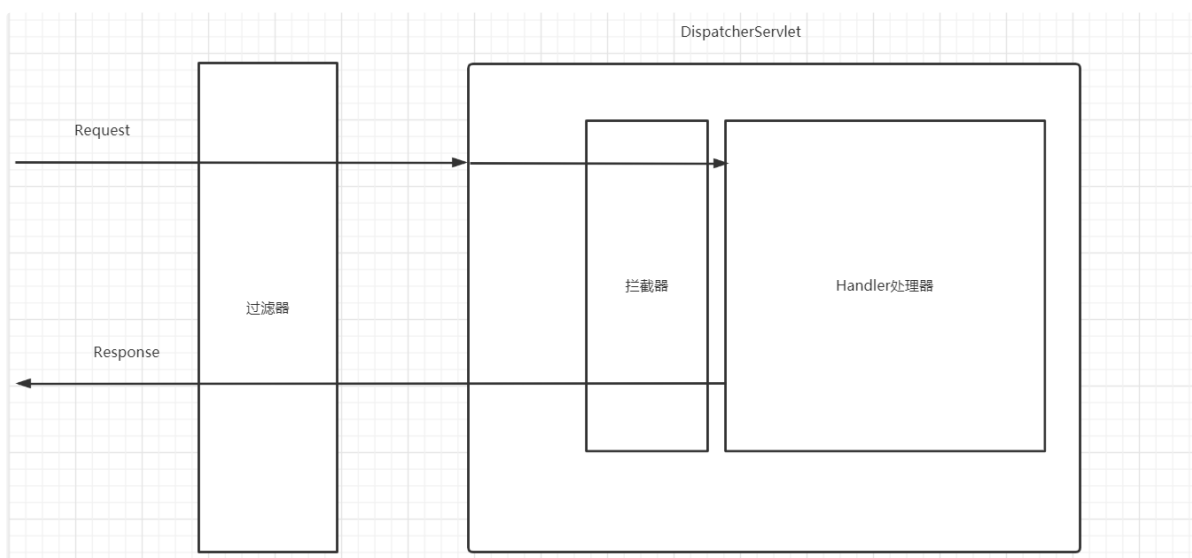 DispatcherServlet
Request
拦截器
Handler处理器
过滤器
Response